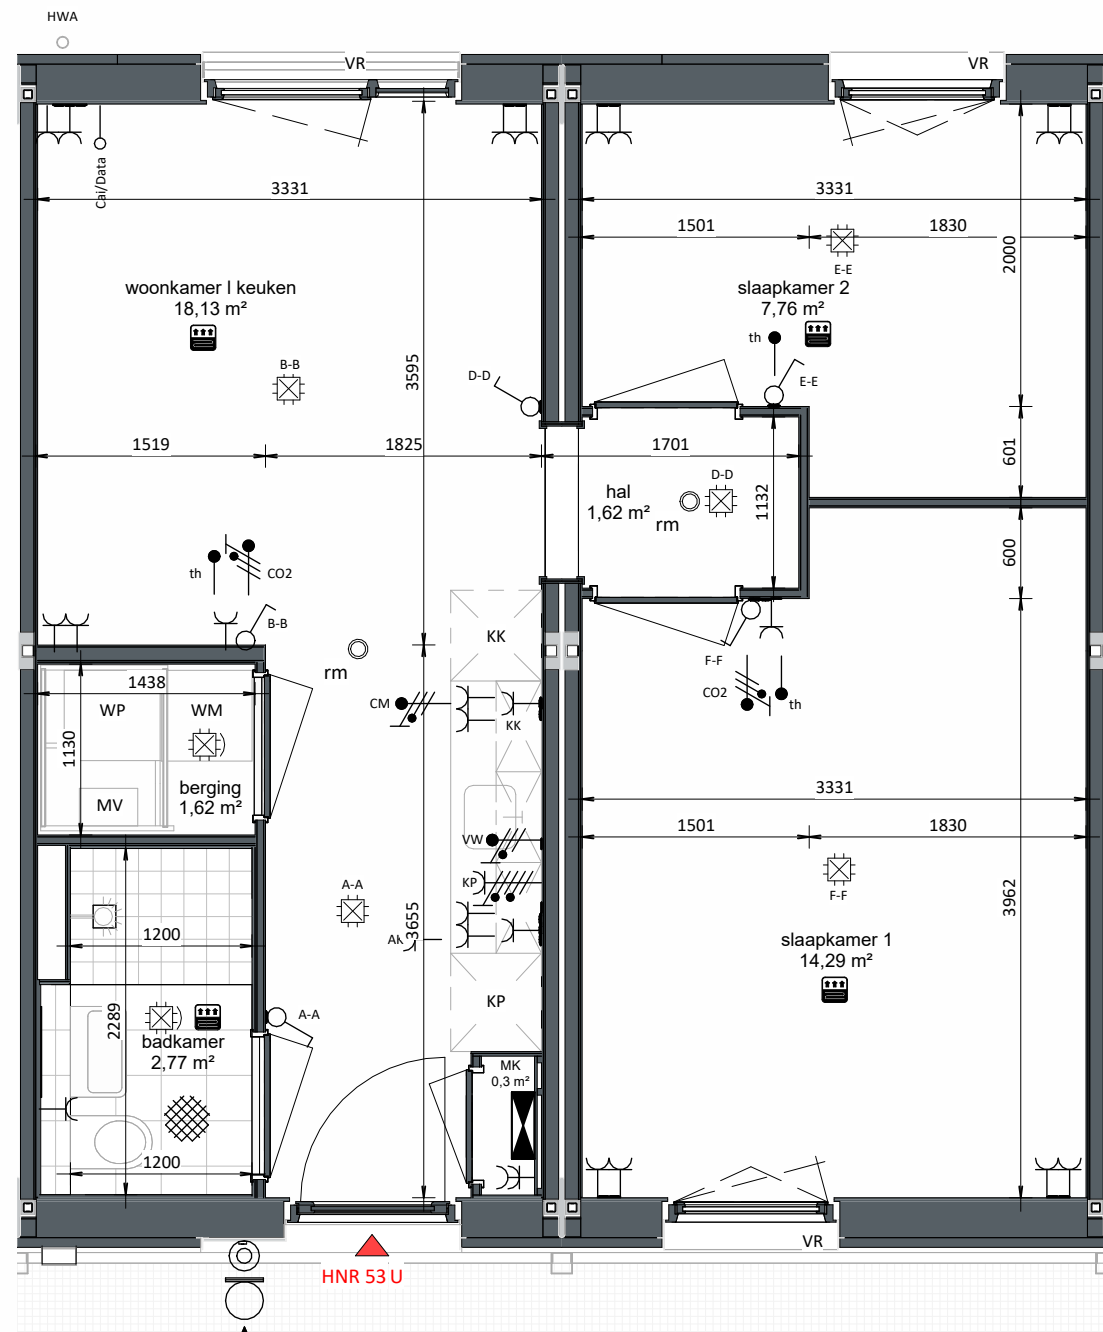 HWA
VR
VR
Cai/Data
3331
3331
1501
1830
2000
E-E
woonkamer I keuken
18,13 m²
slaapkamer 2
7,76 m²
th
E-E
B-B
D-D
3595
1519
1825
1701
601
D-D
hal
1,62 m²
rm
1132
th
CO2
600
B-B
KK
rm
F-F
CO2
th
1438
WP
WM
CM
KK
1130
berging
1,62 m²
MV
3331
1501
1830
VW
KP
A-A
3655
F-F
3962
1200
slaapkamer 1
14,29 m²
KP
2289
A-A
badkamer
2,77 m²
MK
0,3 m²
1200
VR
HNR 53 U